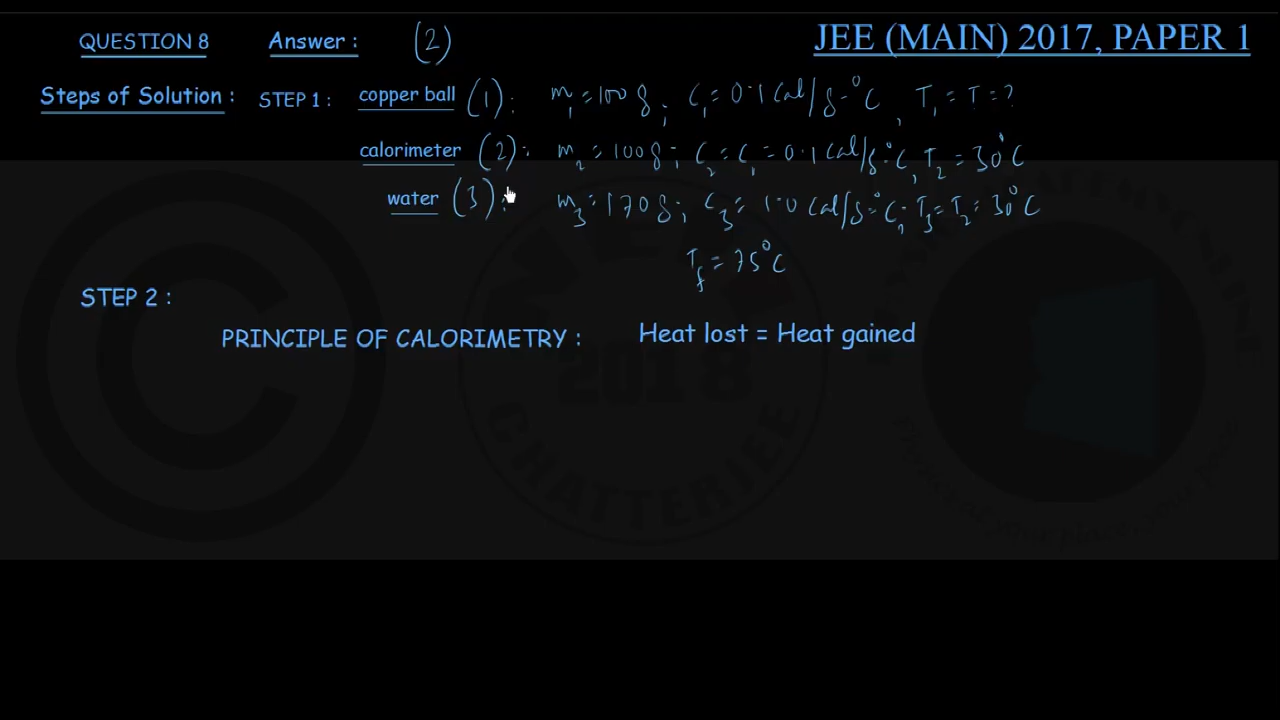 QUESTION 8 Answer : (2) JEE (MAIN) 2017, PAPER 1
Steps of Solution : STEP 1 : copper ball (1) : m₁ = 100 g ; C₁ = 0.1 Cal/g-°C , T₁ = T = ?
calorimeter (2) : m₂ = 100 g ; C₂ = C₁ = 0.1 Cal/g-°C , T₂ = 30°C
water (3) : m₃ = 170 g ; C₃ = 1.0 Cal/g-°C , T₃ = T₂ = 30°C
T_f = 75°C
STEP 2 :
PRINCIPLE OF CALORIMETRY : Heat lost = Heat gained
2018
CHATTERJEE